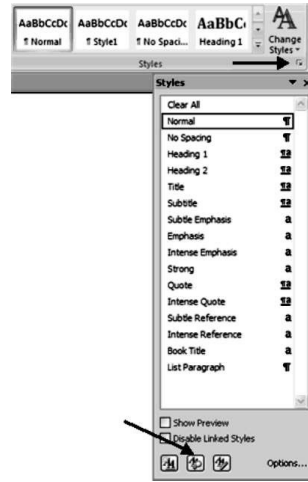 AaBbCcDc AaBbCcDc AaBbCcDc AaBbCc
¶ Normal ¶ Style1 ¶ No Spaci... Heading 1 Change Styles
Styles
Styles
Clear All
Normal ¶
No Spacing ¶
Heading 1 ¶a
Heading 2 ¶a
Title ¶a
Subtitle ¶a
Subtle Emphasis a
Emphasis a
Intense Emphasis a
Strong a
Quote ¶a
Intense Quote ¶a
Subtle Reference a
Intense Reference a
Book Title a
List Paragraph ¶
Show Preview
Disable Linked Styles
Options...